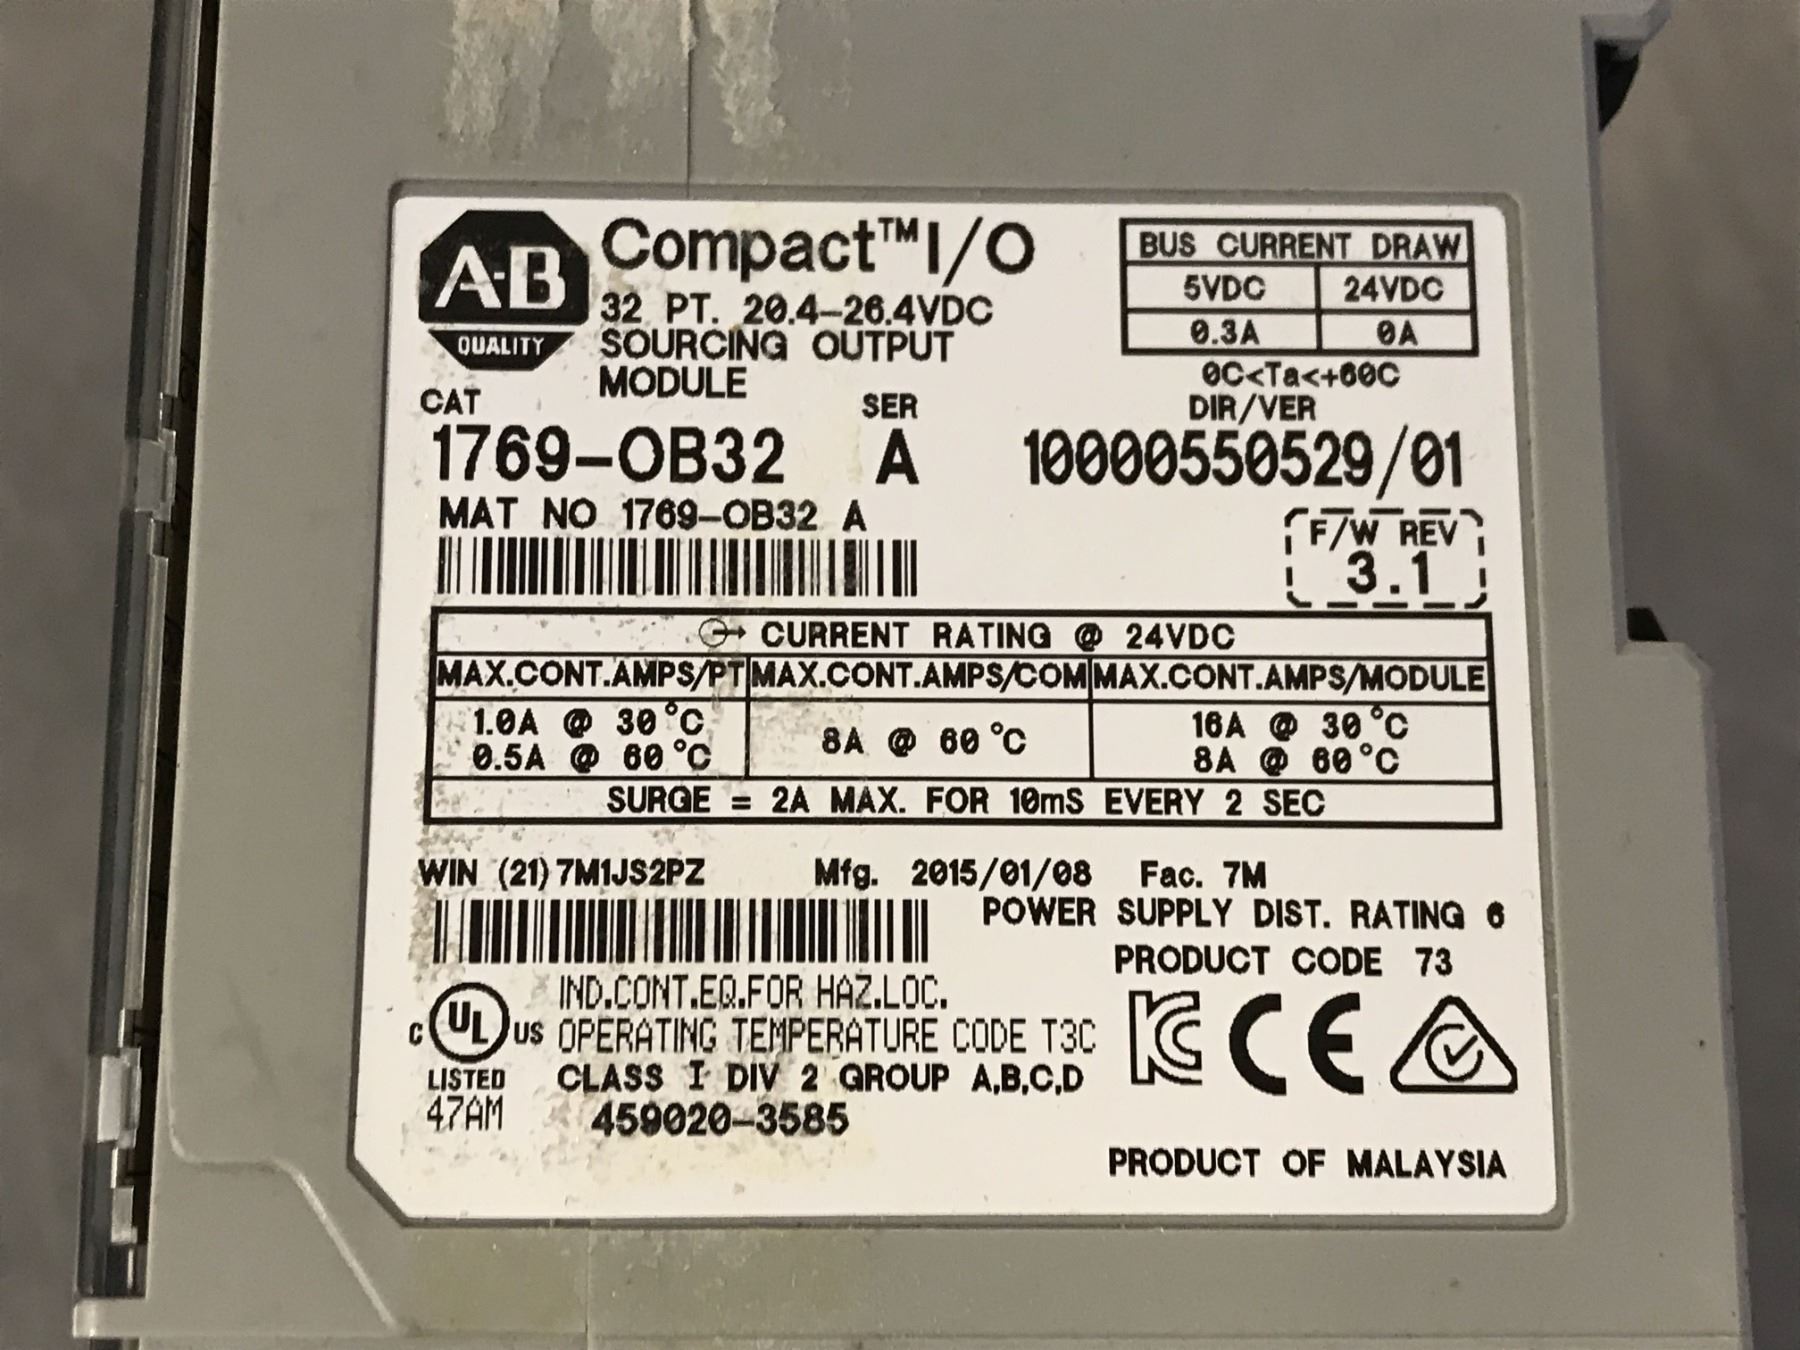 A-B
QUALITY
Compact™ I/O
32 PT. 20.4-26.4VDC
SOURCING OUTPUT
MODULE
BUS CURRENT DRAW
5VDC 24VDC
0.3A 0A
0C<Ta<+60C
CAT SER DIR/VER
1769-OB32 A 10000550529/01
MAT NO 1769-OB32 A
F/W REV
3.1
CURRENT RATING @ 24VDC
MAX.CONT.AMPS/PT MAX.CONT.AMPS/COM MAX.CONT.AMPS/MODULE
1.0A @ 30°C 16A @ 30°C
8A @ 60°C
0.5A @ 60°C 8A @ 60°C
SURGE = 2A MAX. FOR 10mS EVERY 2 SEC
WIN (21)7M1JS2PZ Mfg. 2015/01/08 Fac. 7M
POWER SUPPLY DIST. RATING 6
PRODUCT CODE 73
IND.CONT.EQ.FOR HAZ.LOC.
C UL US OPERATING TEMPERATURE CODE T3C
LISTED CLASS I DIV 2 GROUP A,B,C,D
47AM 459020-3585
KC CE
PRODUCT OF MALAYSIA